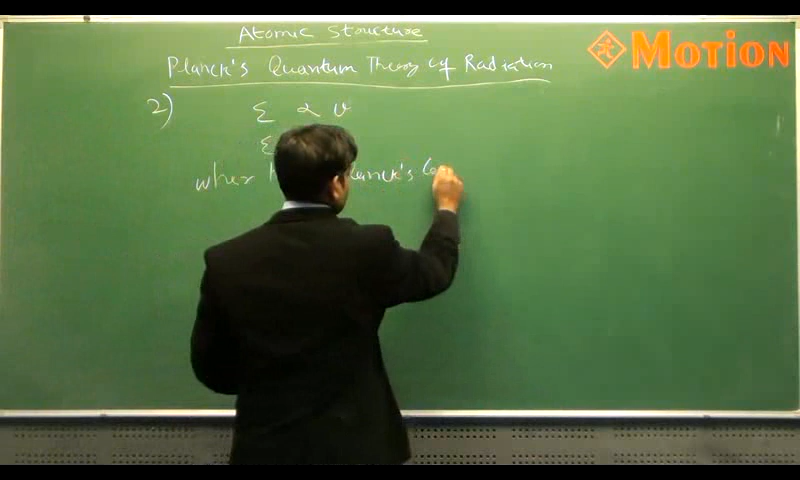 Atomic Structure
MOTION
Planck's Quantum Theory of Radiation
2) Σ ∝ ν
Σ
where Planck's